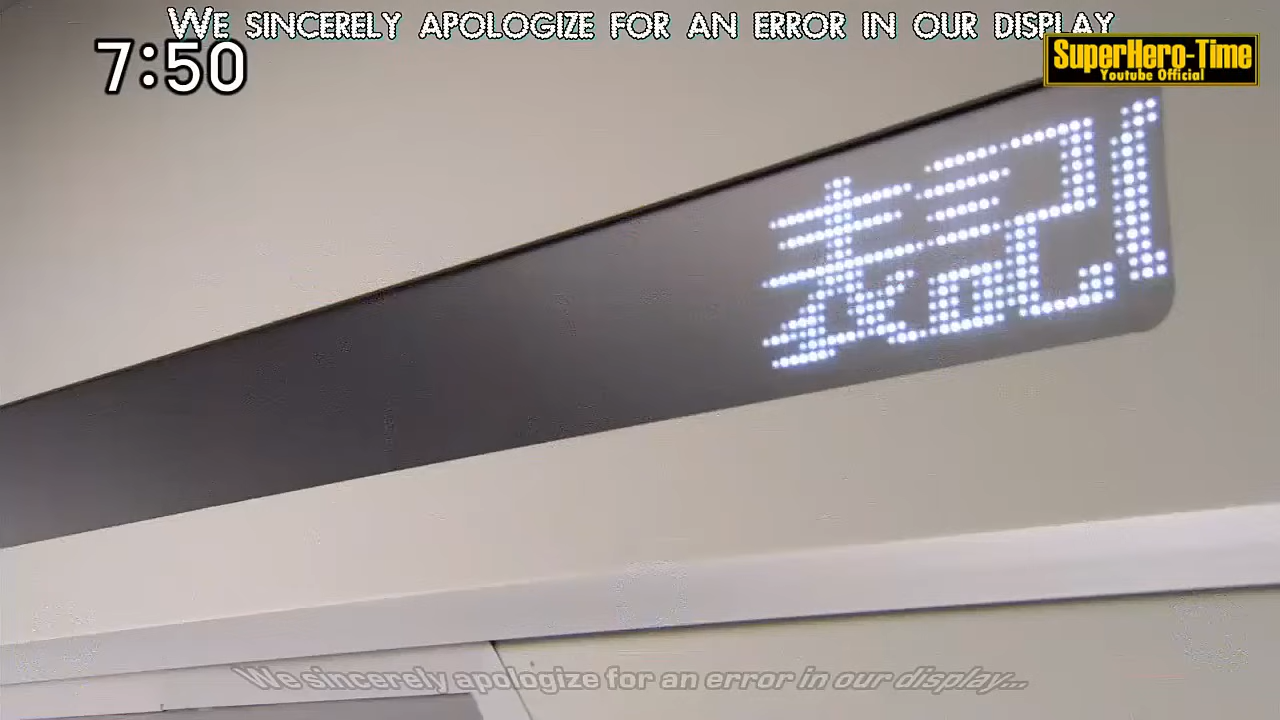 WE SINCERELY APOLOGIZE FOR AN ERROR IN OUR DISPLAY
7:50
SuperHero-Time
Youtube Official
表記
We sincerely apologize for an error in our display...